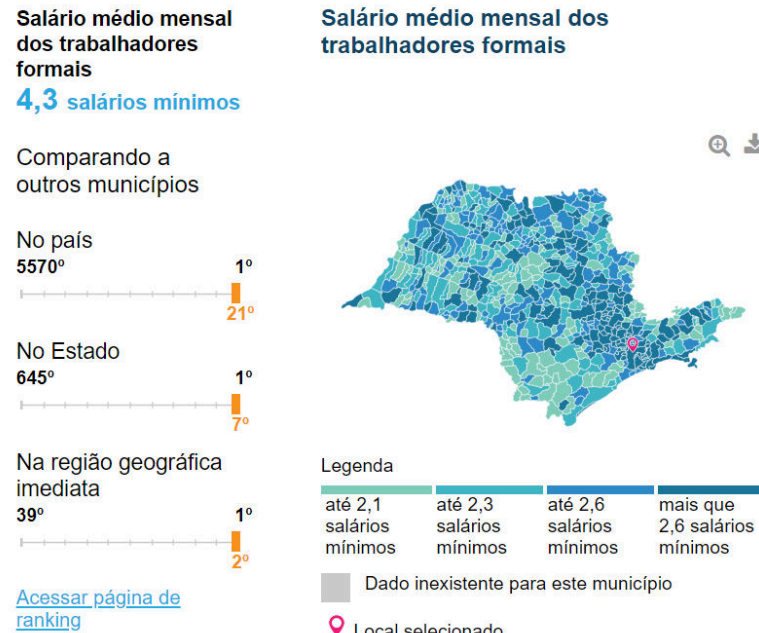 Salário médio mensal
dos trabalhadores
formais
4,3 salários mínimos
Comparando a
outros municípios
No país
5570º 1º
21º
No Estado
645º 1º
7º
Na região geográfica
imediata
39º 1º
2º
Acessar página de
ranking
Salário médio mensal dos
trabalhadores formais
Legenda
até 2,1
salários
mínimos
até 2,3
salários
mínimos
até 2,6
salários
mínimos
mais que
2,6 salários
mínimos
Dado inexistente para este município
Local selecionado